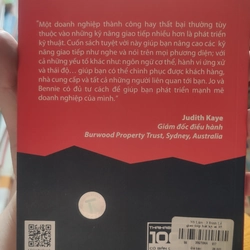 "Một doanh nghiệp thành công hay thất bại thường tùy
thuộc vào những kỹ năng giao tiếp nhiều hơn là phát triển
kỹ thuật. Cuốn sách tuyệt vời này giúp bạn nâng cao các kỹ
năng giao tiếp như nghe và nói trên mọi phương diện; với
cả những yếu tố khác như ngôn ngữ cơ thể, hành vi ứng xử
và thái độ... giúp bạn có thể chinh phục được khách hàng,
nhà cung cấp và tất cả những người liên quan tới bạn. Jo và
Bennie có đủ tư cách để giúp bạn phát triển mạnh mẽ
doanh nghiệp của mình."
Judith Kaye
Giám đốc điều hành
Burwood Property Trust, Sydney, Australia